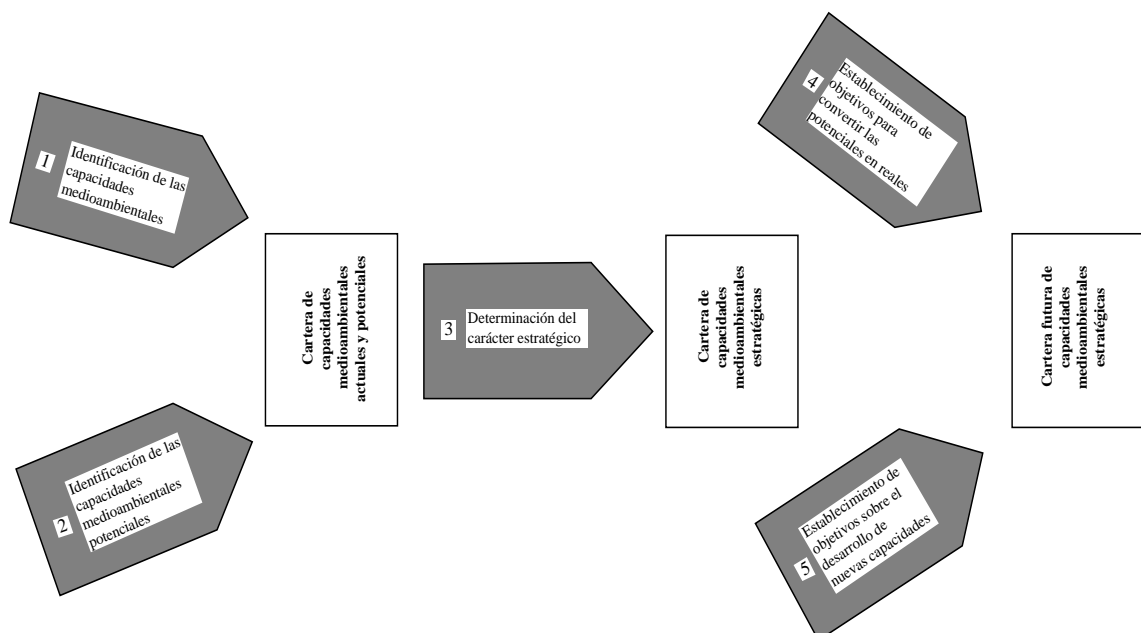 1
Identificación de las
capacidades
medioambientales
2
Identificación de las
capacidades
medioambientales
potenciales
Cartera de
capacidades
medioambientales
actuales y potenciales
3
Determinación del
carácter estratégico
Cartera de
capacidades
medioambientales
estratégicas
4
Establecimiento de
objetivos para
convertir las
potenciales en reales
5
Establecimiento de
objetivos sobre el
desarrollo de
nuevas capacidades
Cartera futura de
capacidades
medioambientales
estratégicas